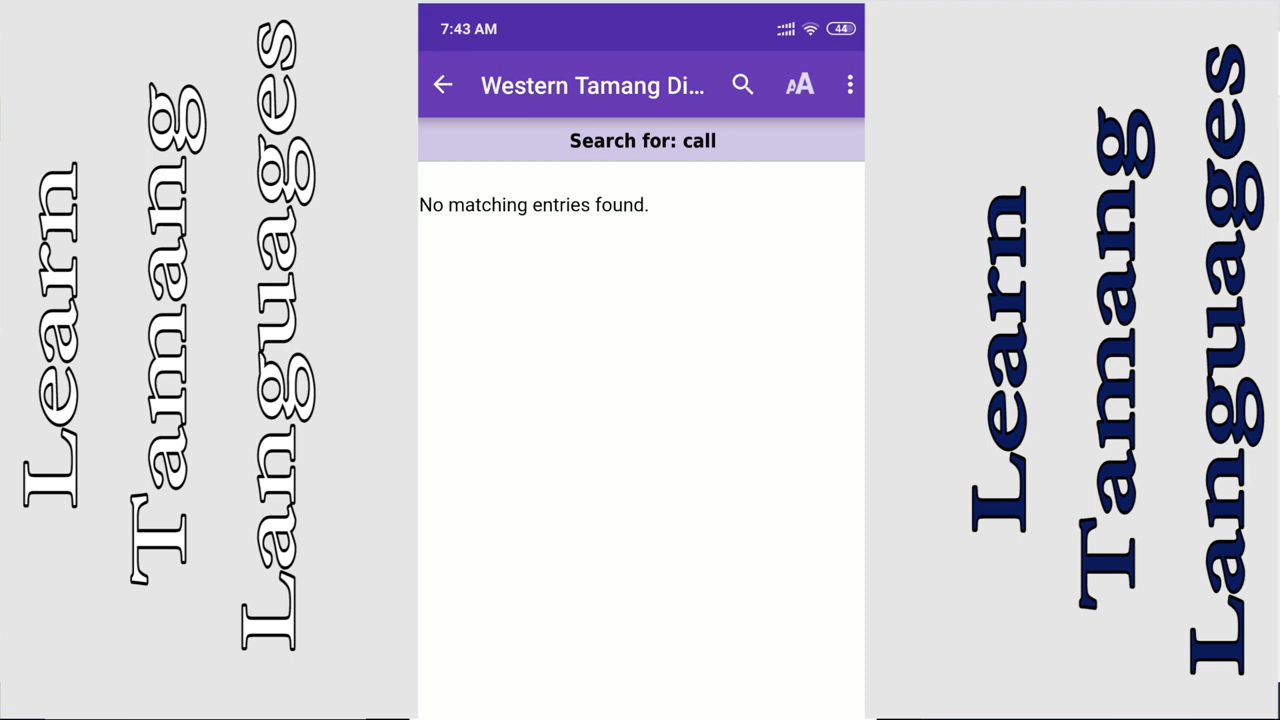 Learn
Tamang
Languages
7:43 AM
44
Western Tamang Di...
AA
Search for: call
No matching entries found.
Learn
Tamang
Languages